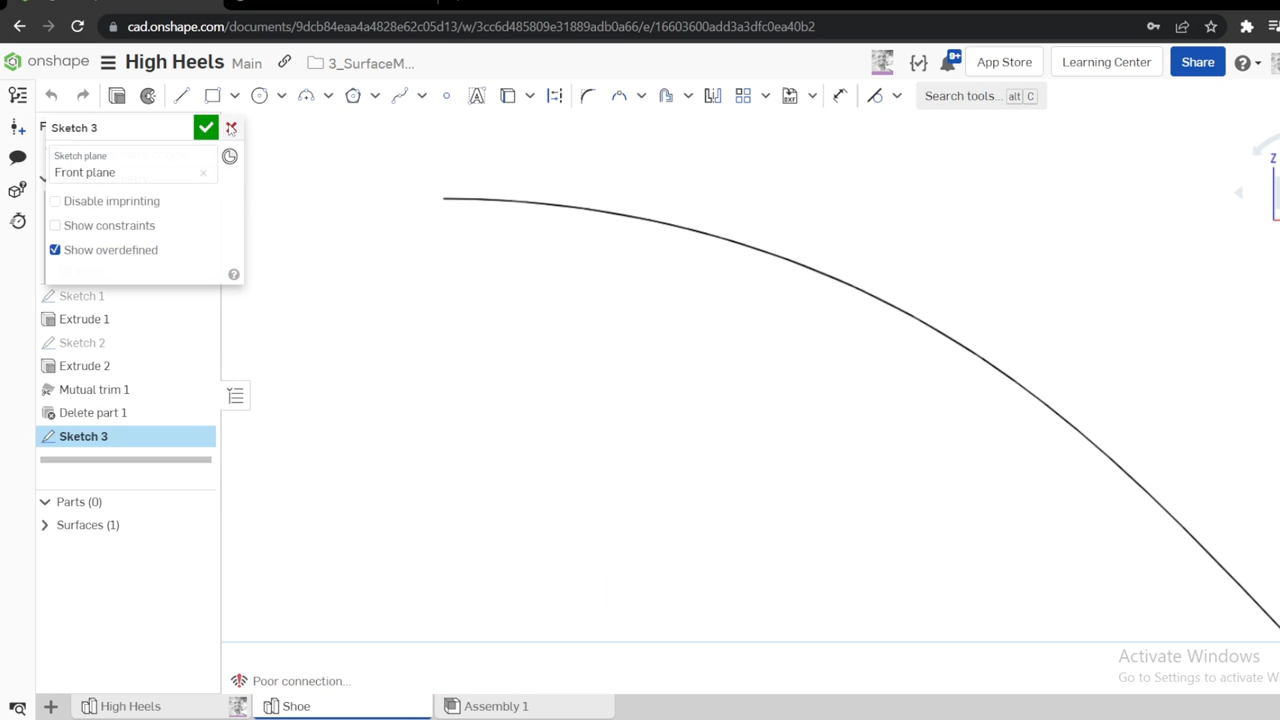 cad.onshape.com/documents/9dcb84eaa4a4828e62c05d13/w/3cc6d485809e31889adb0a66/e/16603600add3a3dfc0ea40b2
onshape High Heels Main 3_SurfaceM... 9+ App Store Learning Center Share
Search tools... alt C
Sketch 3
Sketch plane
Front plane
Disable imprinting
Show constraints
Show overdefined
Sketch 1
Extrude 1
Sketch 2
Extrude 2
Mutual trim 1
Delete part 1
Sketch 3
Parts (0)
Surfaces (1)
Z
Activate Windows
Go to Settings to activate W
Poor connection...
High Heels Shoe Assembly 1